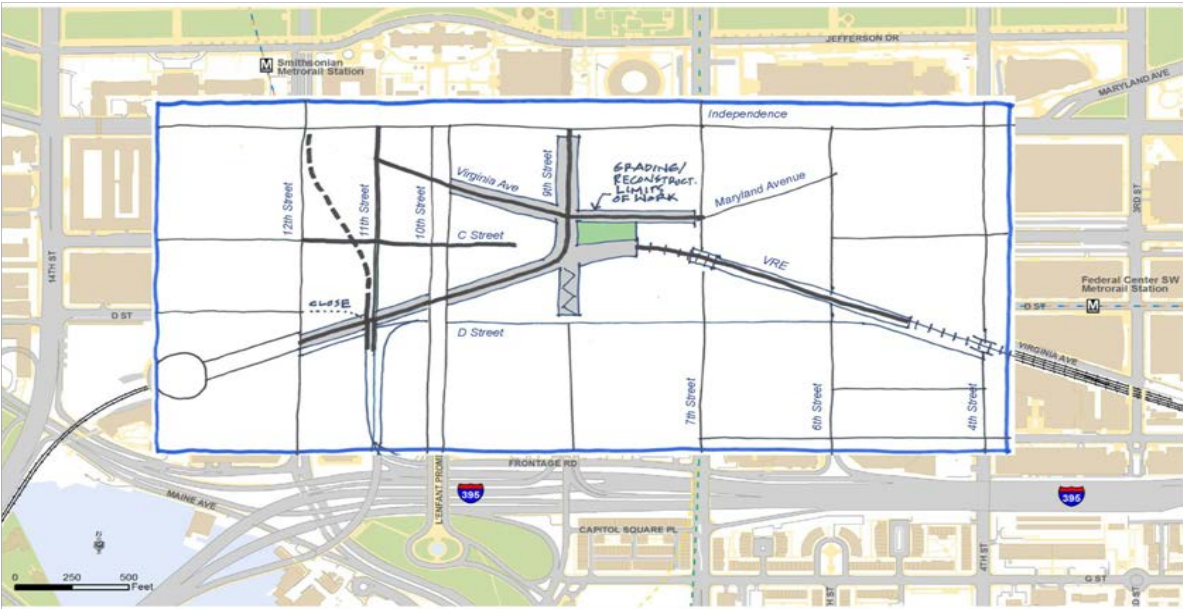 JEFFERSON DR
M
Smithsonian
Metrorail Station
MARYLAND AVE
Independence
14TH ST
12th Street
11th Street
10th Street
Virginia Ave
9th Street
GRADING/
RECONSTRUCT.
LIMITS
OF WORK
Maryland Avenue
3RD ST
C Street
VRE
Federal Center SW
Metrorail Station
M
D ST
CLOSE
D ST
D Street
VIRGINIA AVE
7th Street
6th Street
4th Street
FRONTAGE RD
MAINE AVE
L'ENFANT PROM
395
395
CAPITOL SQUARE PL
4TH ST
G ST
0 250 500
Feet